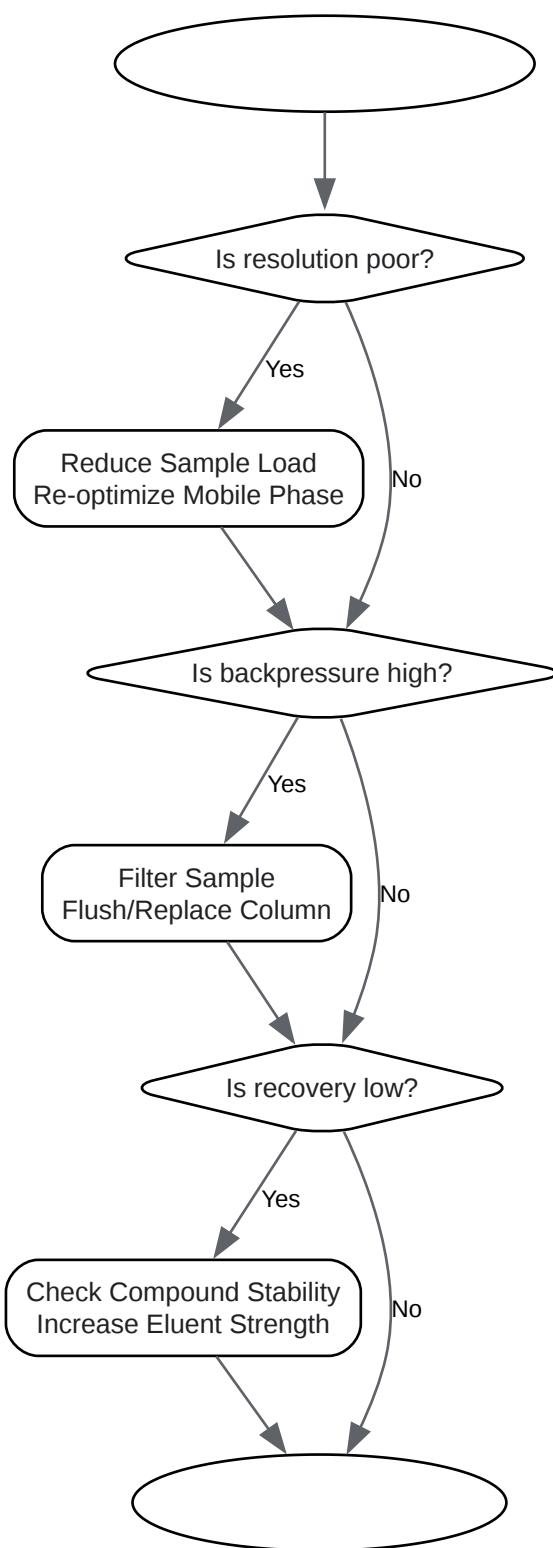 Is resolution poor?
Yes
Reduce Sample Load
Re-optimize Mobile Phase
No
Is backpressure high?
Yes
Filter Sample
Flush/Replace Column
No
Is recovery low?
Yes
Check Compound Stability
Increase Eluent Strength
No